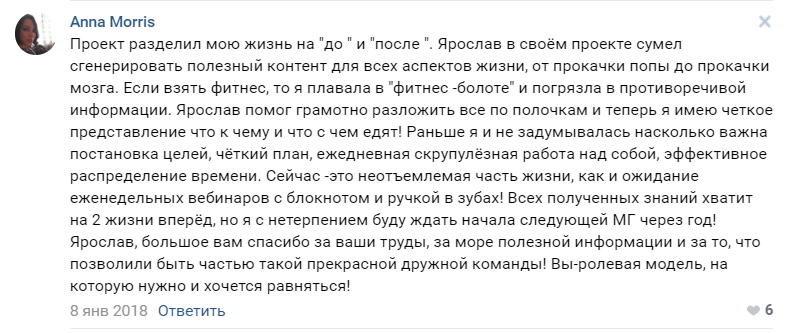 Anna Morris
Проект разделил мою жизнь на "до " и "после ". Ярослав в своём проекте сумел
сгенерировать полезный контент для всех аспектов жизни, от прокачки попы до прокачки
мозга. Если взять фитнес, то я плавала в "фитнес -болоте" и погрязла в противоречивой
информации. Ярослав помог грамотно разложить все по полочкам и теперь я имею четкое
представление что к чему и что с чем едят! Раньше я и не задумывалась насколько важна
постановка целей, чёткий план, ежедневная скрупулёзная работа над собой, эффективное
распределение времени. Сейчас -это неотъемлемая часть жизни, как и ожидание
еженедельных вебинаров с блокнотом и ручкой в зубах! Всех полученных знаний хватит
на 2 жизни вперёд, но я с нетерпением буду ждать начала следующей МГ через год!
Ярослав, большое вам спасибо за ваши труды, за море полезной информации и за то, что
позволили быть частью такой прекрасной дружной команды! Вы-ролевая модель, на
которую нужно и хочется равняться!
8 янв 2018 Ответить 6